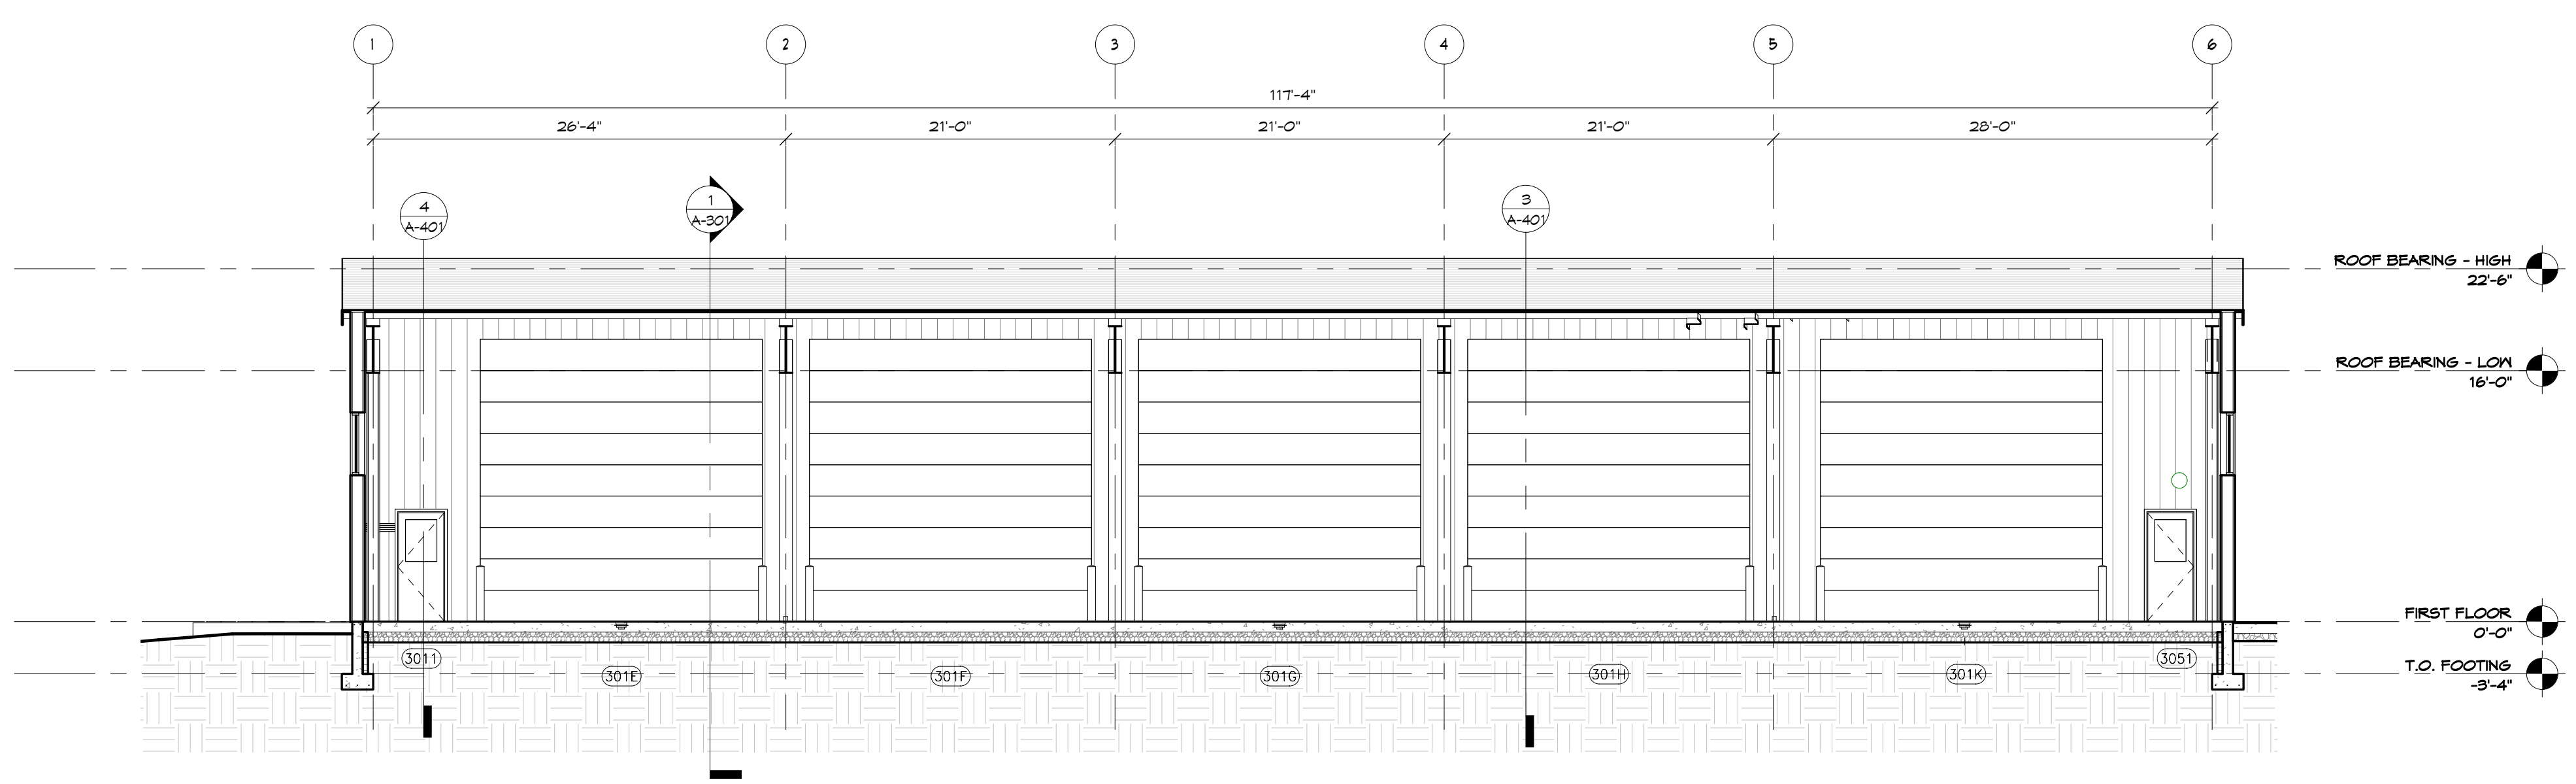 1
2
3
4
5
6
117'-4"
26'-4"
21'-0"
21'-0"
21'-0"
28'-0"
4
A-401
1
A-301
3
A-401
ROOF BEARING - HIGH
22'-6"
ROOF BEARING - LOW
16'-0"
FIRST FLOOR
0'-0"
T.O. FOOTING
-3'-4"
3011
301E
301F
301G
301H
301K
3051